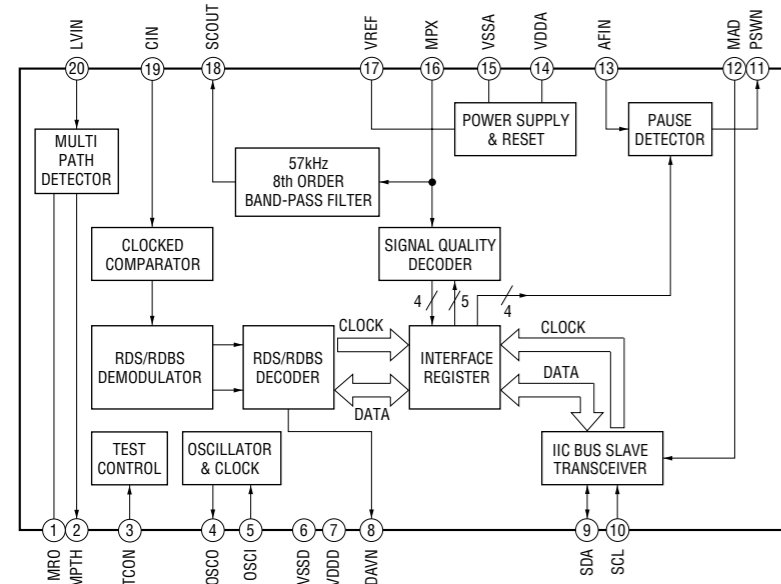 LVIN
CIN
SCOUT
VREF
MPX
VSSA
VDDA
AFIN
MAD
PSWN
20
19
18
17
16
15
14
13
12
11
MULTI
PATH
DETECTOR
57kHz
8th ORDER
BAND-PASS FILTER
POWER SUPPLY
& RESET
PAUSE
DETECTOR
CLOCKED
COMPARATOR
SIGNAL QUALITY
DECODER
4
5
4
RDS/RDBS
DEMODULATOR
RDS/RDBS
DECODER
CLOCK
DATA
INTERFACE
REGISTER
CLOCK
DATA
TEST
CONTROL
OSCILLATOR
& CLOCK
IIC BUS SLAVE
TRANSCEIVER
1
2
3
4
5
6
7
8
9
10
MRO
MPTH
TCON
OSCO
OSCI
VSSD
VDDD
DAVN
SDA
SCL